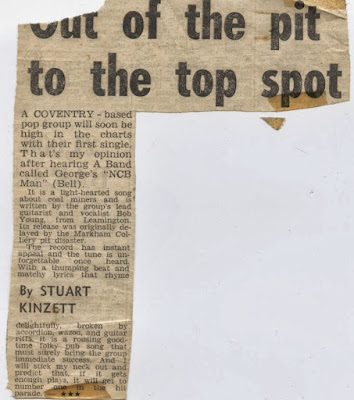 Out of the pit
to the top spot
A COVENTRY - based
pop group will soon be
high in the charts
with their first single.
That's my opinion
after hearing A Band
called George's "NCB
Man" (Bell).
It is a light-hearted song
about coal miners and is
written by the group's lead
guitarist and vocalist Bob
Young, from Leamington.
Its release was originally de-
layed by the Markham Col-
liery pit disaster.
The record has instant
appeal and the tune is un-
forgettable once heard.
With a thumping beat and
matchy lyrics that rhyme
By STUART
KINZETT
delightfully, broken by
accordion, wazoo, and guitar
riffs, it is a rousing good-
time folky pub song that
must surely bring the group
immediate success. And I
will stick my neck out and
predict that, if it gets
enough plays, it will get to
number one in the hit
parade. ★★★